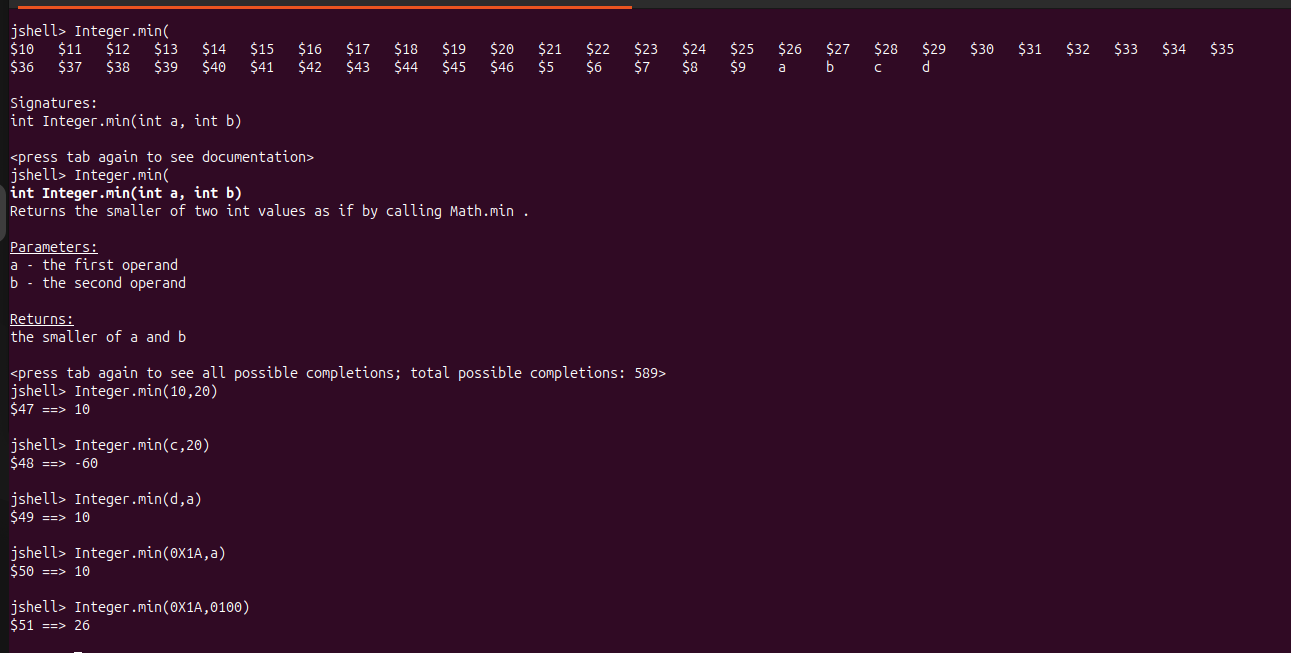 jshell> Integer.min(
$10 $11 $12 $13 $14 $15 $16 $17 $18 $19 $20 $21 $22 $23 $24 $25 $26 $27 $28 $29 $30 $31 $32 $33 $34 $35
$36 $37 $38 $39 $40 $41 $42 $43 $44 $45 $46 $5 $6 $7 $8 $9 a b c d
Signatures:
int Integer.min(int a, int b)
<press tab again to see documentation>
jshell> Integer.min(
int Integer.min(int a, int b)
Returns the smaller of two int values as if by calling Math.min .
Parameters:
a - the first operand
b - the second operand
Returns:
the smaller of a and b
<press tab again to see all possible completions; total possible completions: 589>
jshell> Integer.min(10,20)
$47 ==> 10
jshell> Integer.min(c,20)
$48 ==> -60
jshell> Integer.min(d,a)
$49 ==> 10
jshell> Integer.min(0X1A,a)
$50 ==> 10
jshell> Integer.min(0X1A,0100)
$51 ==> 26